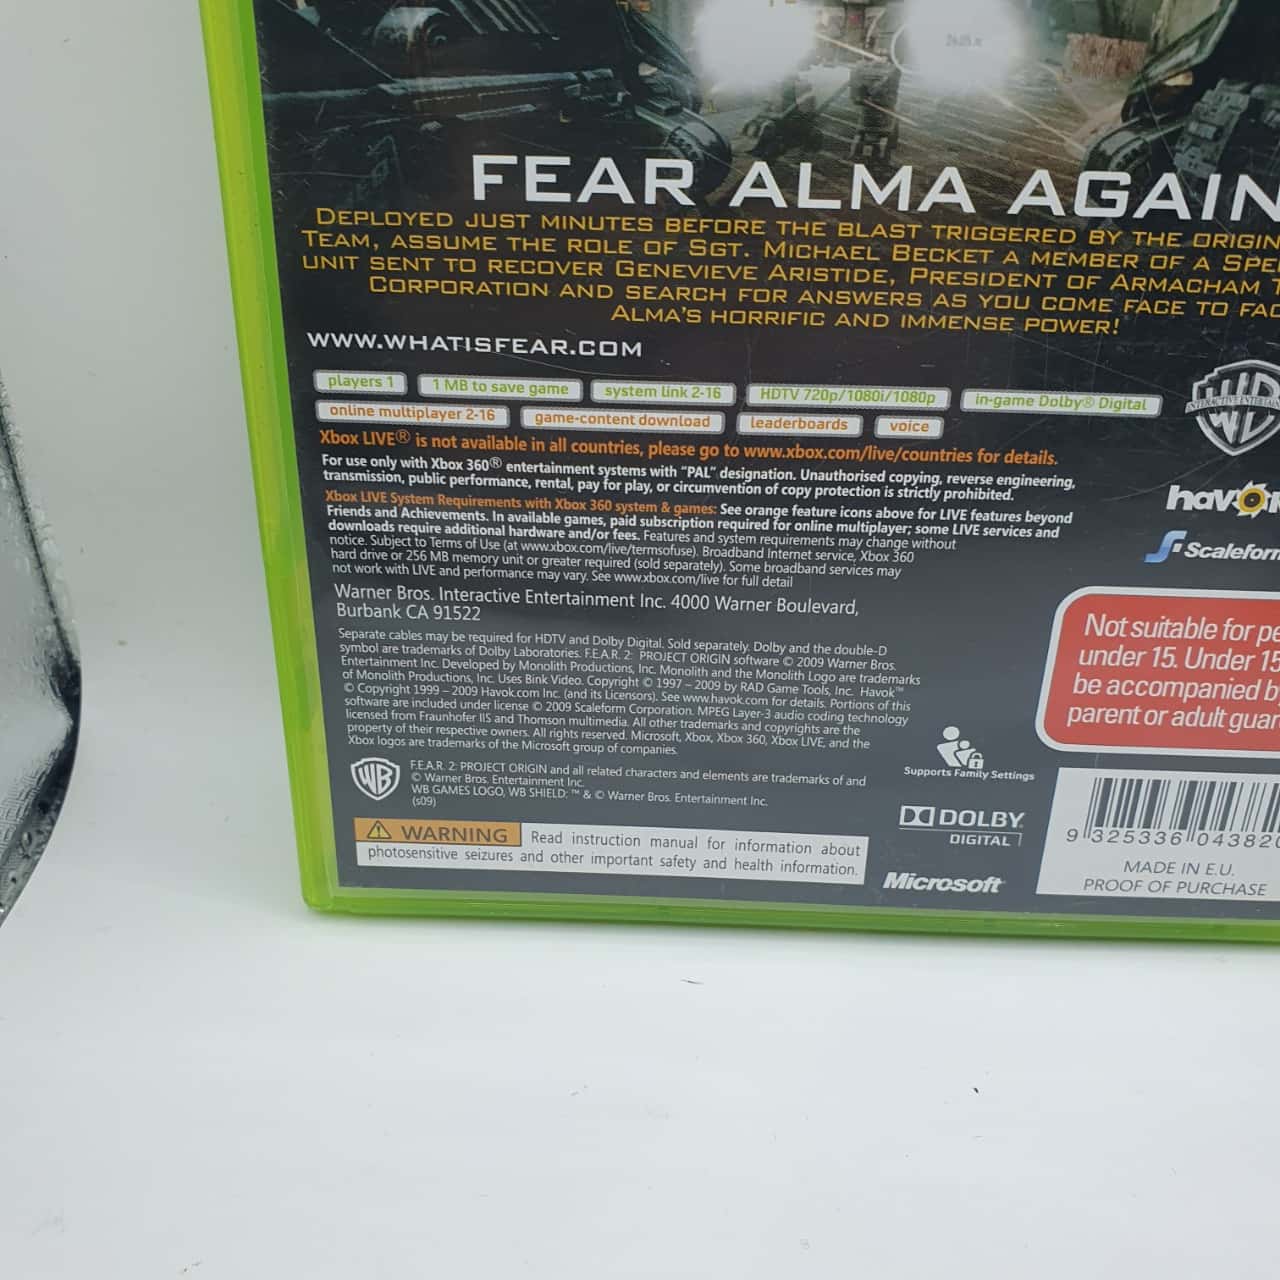 FEAR ALMA AGAIN
DEPLOYED JUST MINUTES BEFORE THE BLAST TRIGGERED BY THE ORIGIN
TEAM, ASSUME THE ROLE OF SGT. MICHAEL BECKET A MEMBER OF A SPE
UNIT SENT TO RECOVER GENEVIEVE ARISTIDE, PRESIDENT OF ARMACHAM T
CORPORATION AND SEARCH FOR ANSWERS AS YOU COME FACE TO FAC
ALMA'S HORRIFIC AND IMMENSE POWER!
WWW.WHATISFEAR.COM
players 1
1 MB to save game
system link 2-16
HDTV 720p/1080i/1080p
in-game Dolby® Digital
online multiplayer 2-16
game-content download
leaderboards
voice
Xbox LIVE® is not available in all countries, please go to www.xbox.com/live/countries for details.
For use only with Xbox 360® entertainment systems with "PAL" designation. Unauthorised copying, reverse engineering,
transmission, public performance, rental, pay for play, or circumvention of copy protection is strictly prohibited.
Xbox LIVE System Requirements with Xbox 360 system & games: See orange feature icons above for LIVE features beyond
Friends and Achievements. In available games, paid subscription required for online multiplayer; some LIVE services and
downloads require additional hardware and/or fees. Features and system requirements may change without
notice. Subject to Terms of Use (at www.xbox.com/live/termsofuse). Broadband Internet service, Xbox 360
hard drive or 256 MB memory unit or greater required (sold separately). Some broadband services may
not work with LIVE and performance may vary. See www.xbox.com/live for full detail
Warner Bros. Interactive Entertainment Inc. 4000 Warner Boulevard,
Burbank CA 91522
Separate cables may be required for HDTV and Dolby Digital. Sold separately. Dolby and the double-D
symbol are trademarks of Dolby Laboratories. F.E.A.R. 2: PROJECT ORIGIN software © 2009 Warner Bros.
Entertainment Inc. Developed by Monolith Productions, Inc. Monolith and the Monolith Logo are trademarks
of Monolith Productions, Inc. Uses Bink Video. Copyright © 1997 – 2009 by RAD Game Tools, Inc. Havok™
© Copyright 1999 – 2009 Havok.com Inc. (and its Licensors). See www.havok.com for details. Portions of this
software are included under license © 2009 Scaleform Corporation. MPEG Layer-3 audio coding technology
licensed from Fraunhofer IIS and Thomson multimedia. All other trademarks and copyrights are the
property of their respective owners. All rights reserved. Microsoft, Xbox, Xbox 360, Xbox LIVE, and the
Xbox logos are trademarks of the Microsoft group of companies.
WB
F.E.A.R. 2: PROJECT ORIGIN and all related characters and elements are trademarks of and
© Warner Bros. Entertainment Inc.
WB GAMES LOGO, WB SHIELD: ™ & © Warner Bros. Entertainment Inc.
(s09)
WARNING Read instruction manual for information about
photosensitive seizures and other important safety and health information.
havo
Scaleform
Not suitable for pe
under 15. Under 15
be accompanied by
parent or adult guar
Supports Family Settings
DOLBY
DIGITAL
Microsoft
9 325336 04382
MADE IN E.U.
PROOF OF PURCHASE